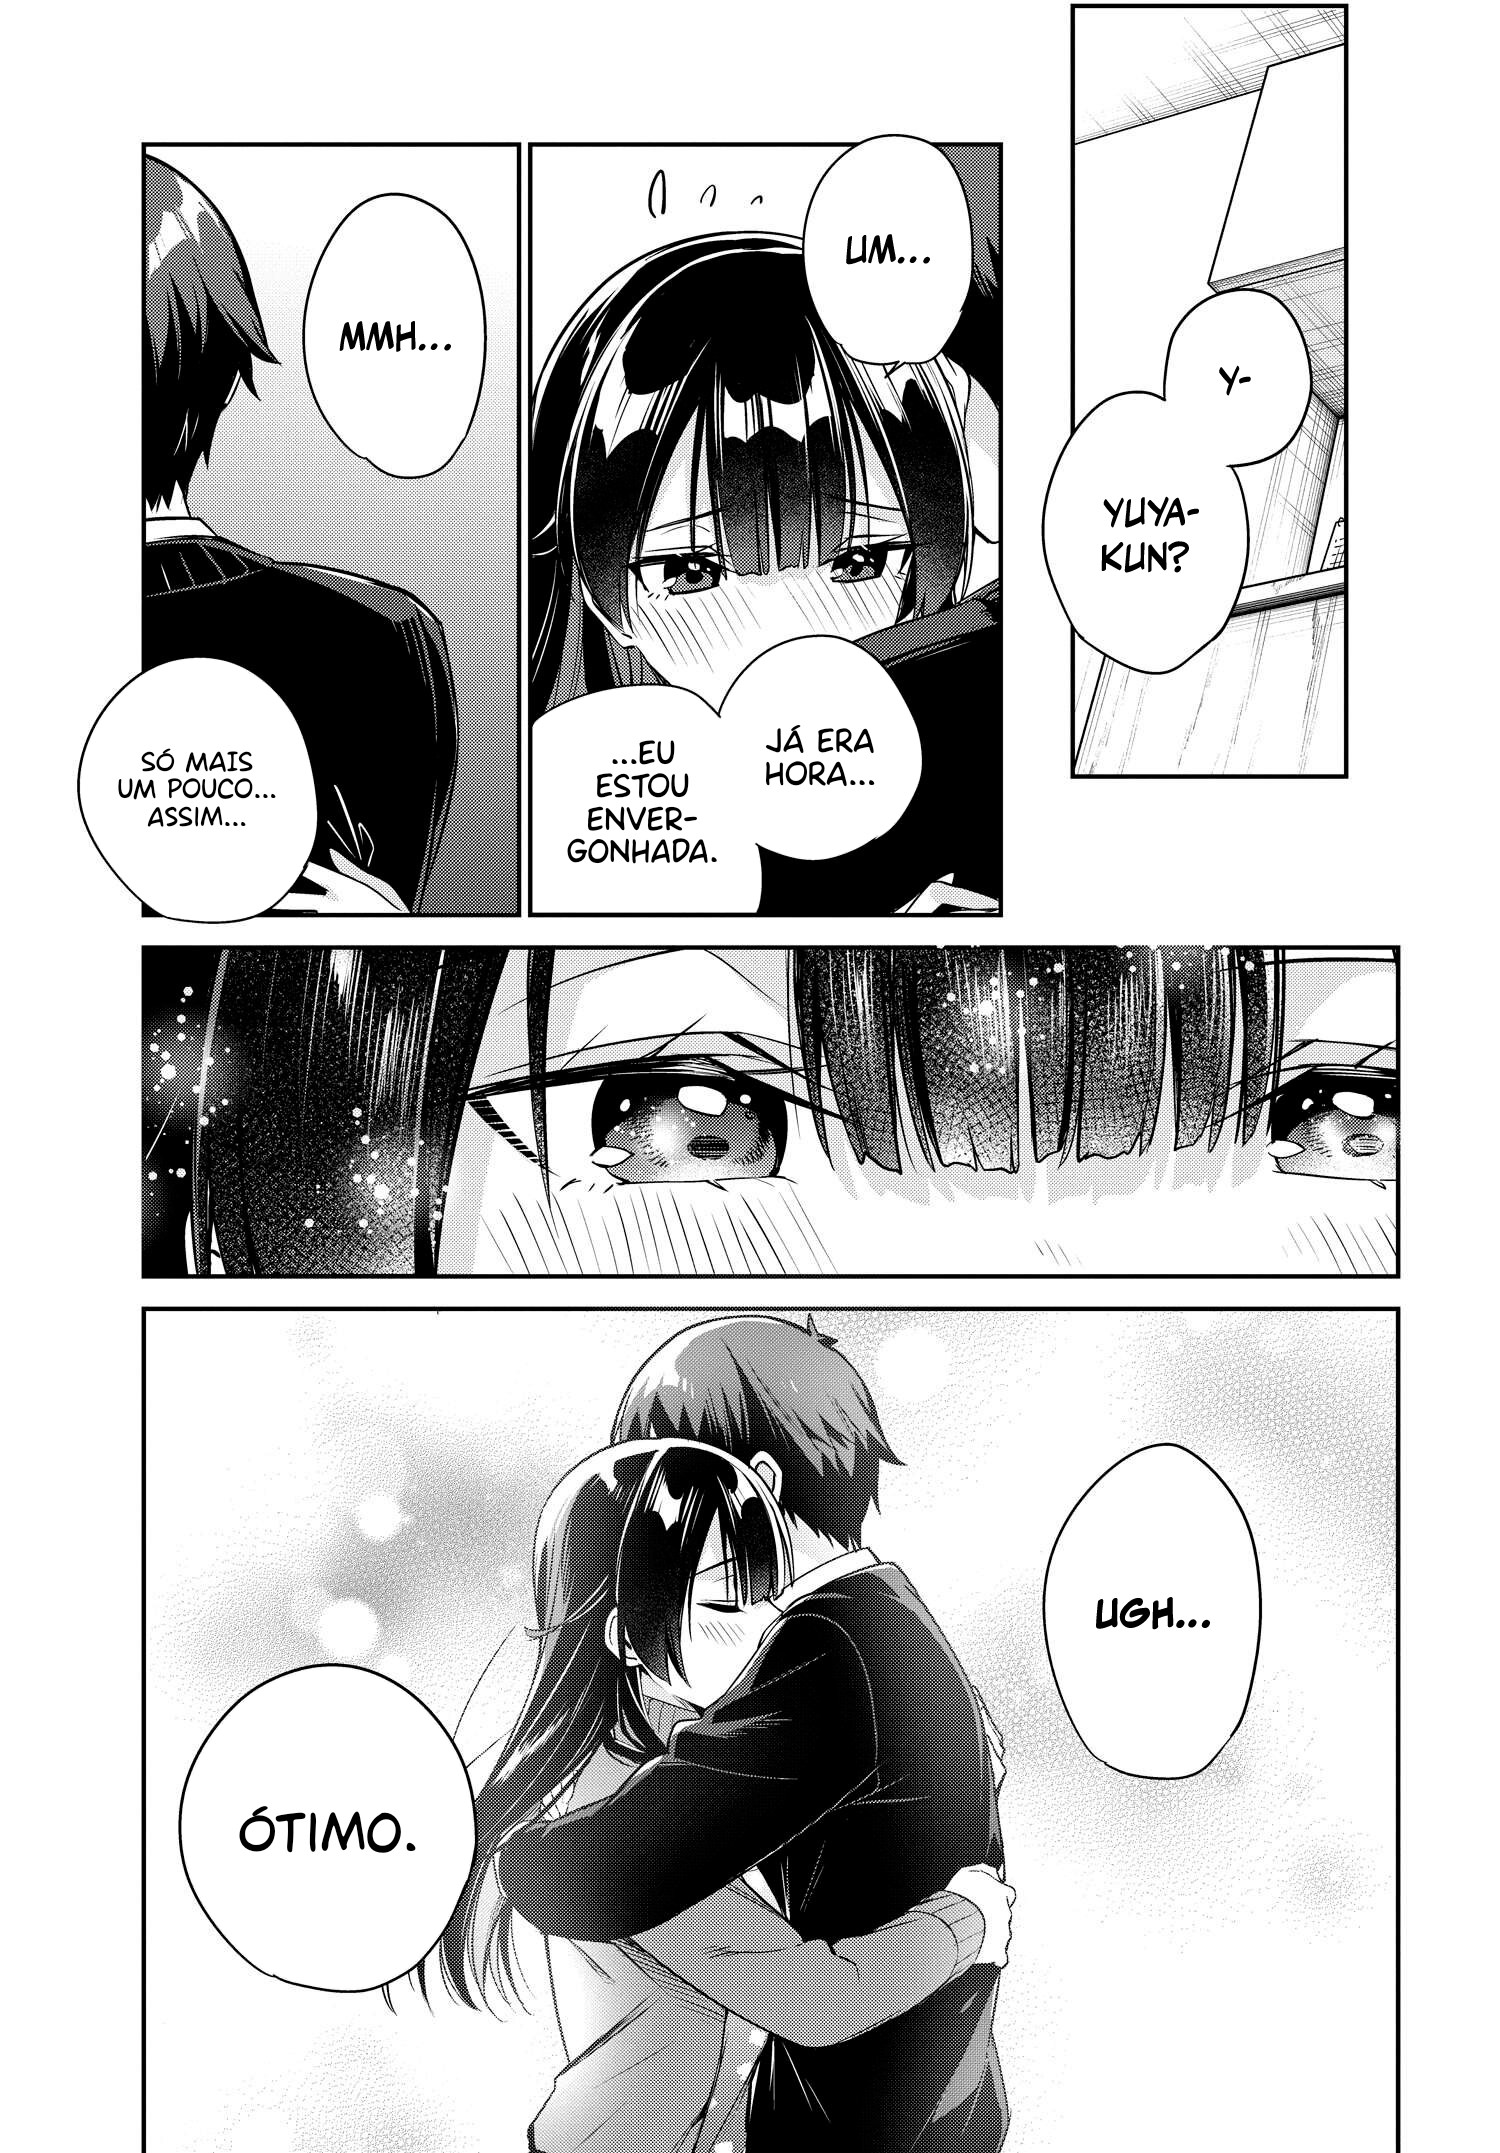 Y-
YUYA-
KUN?
UM...
JÁ ERA
HORA...
...EU
ESTOU
ENVER-
GONHADA.
MMH...
SÓ MAIS
UM POUCO...
ASSIM...
UGH...
ÓTIMO.